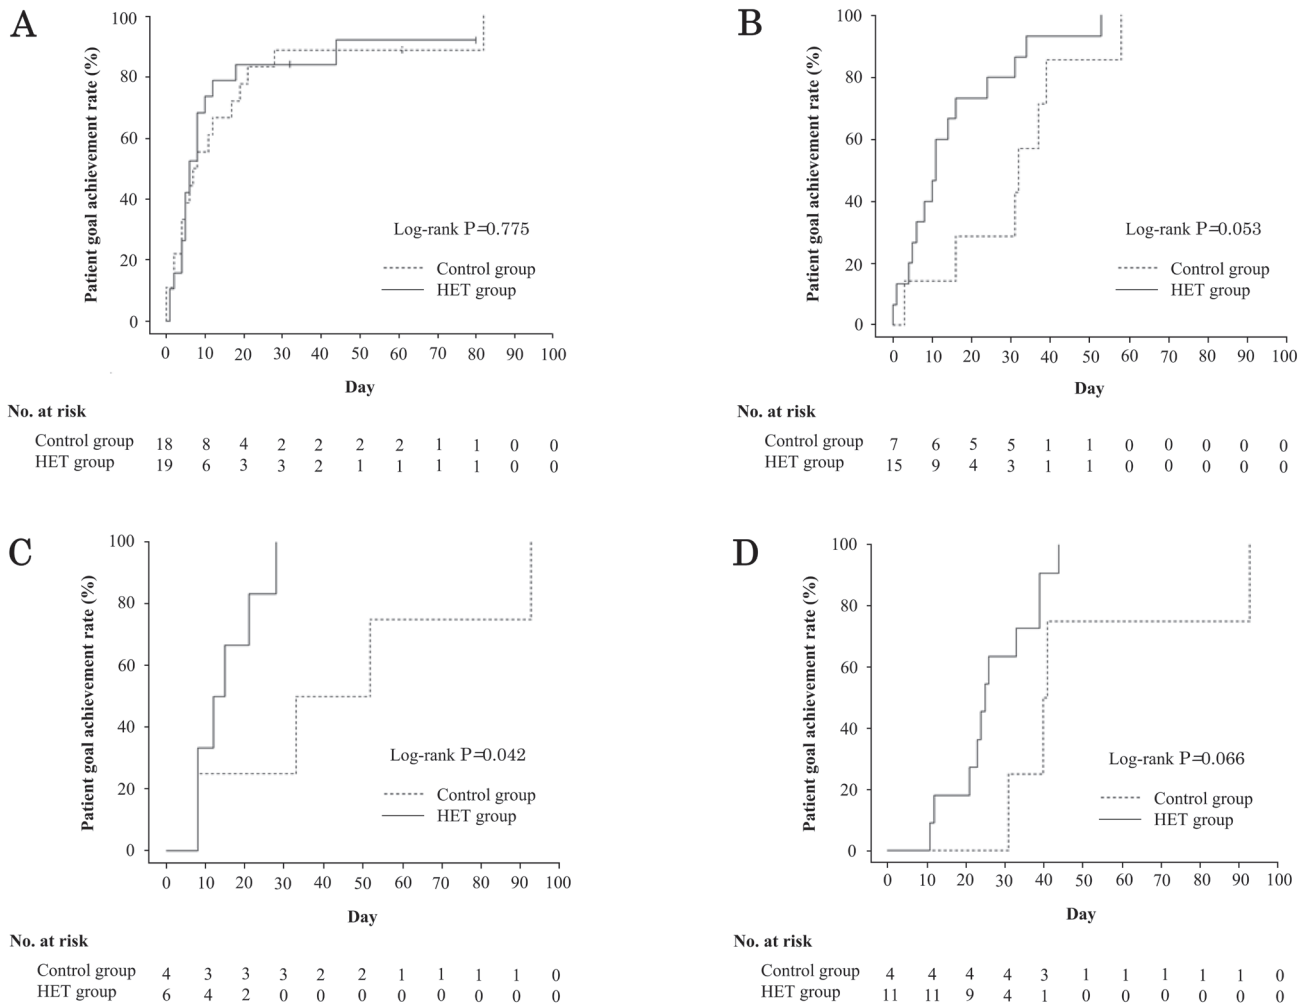 A
Patient goal achievement rate (%)
100
80
60
40
20
0
Log-rank P=0.775
Control group
HET group
0 10 20 30 40 50 60 70 80 90 100
Day
No. at risk
Control group 18 8 4 2 2 2 2 1 1 0 0
HET group 19 6 3 3 2 1 1 1 1 0 0
B
Patient goal achievement rate (%)
100
80
60
40
20
0
Log-rank P=0.053
Control group
HET group
0 10 20 30 40 50 60 70 80 90 100
Day
No. at risk
Control group 7 6 5 5 1 1 0 0 0 0 0
HET group 15 9 4 3 1 1 0 0 0 0 0
C
Patient goal achievement rate (%)
100
80
60
40
20
0
Log-rank P=0.042
Control group
HET group
0 10 20 30 40 50 60 70 80 90 100
Day
No. at risk
Control group 4 3 3 3 2 2 1 1 1 1 0
HET group 6 4 2 0 0 0 0 0 0 0 0
D
Patient goal achievement rate (%)
100
80
60
40
20
0
Log-rank P=0.066
Control group
HET group
0 10 20 30 40 50 60 70 80 90 100
Day
No. at risk
Control group 4 4 4 4 3 1 1 1 1 1 0
HET group 11 11 9 4 1 0 0 0 0 0 0